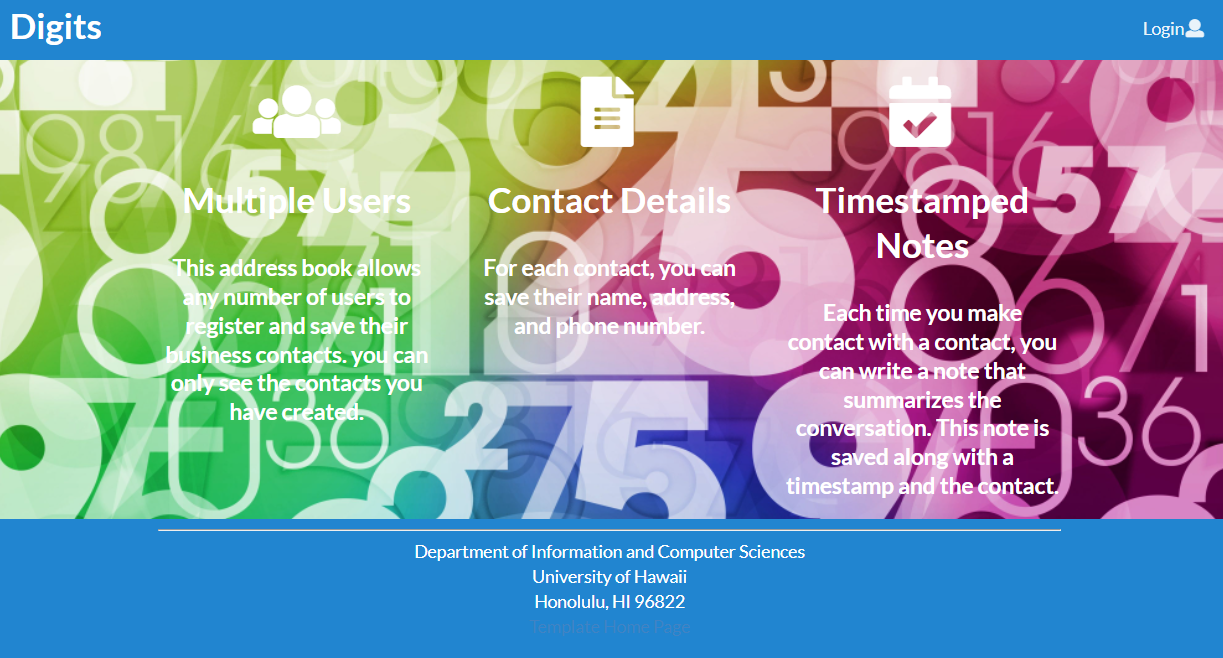 Digits
Login
Multiple Users
This address book allows
any number of users to
register and save their
business contacts. you can
only see the contacts you
have created.
Contact Details
For each contact, you can
save their name, address,
and phone number.
Timestamped
Notes
Each time you make
contact with a contact, you
can write a note that
summarizes the
conversation. This note is
saved along with a
timestamp and the contact.
Department of Information and Computer Sciences
University of Hawaii
Honolulu, HI 96822
Template Home Page